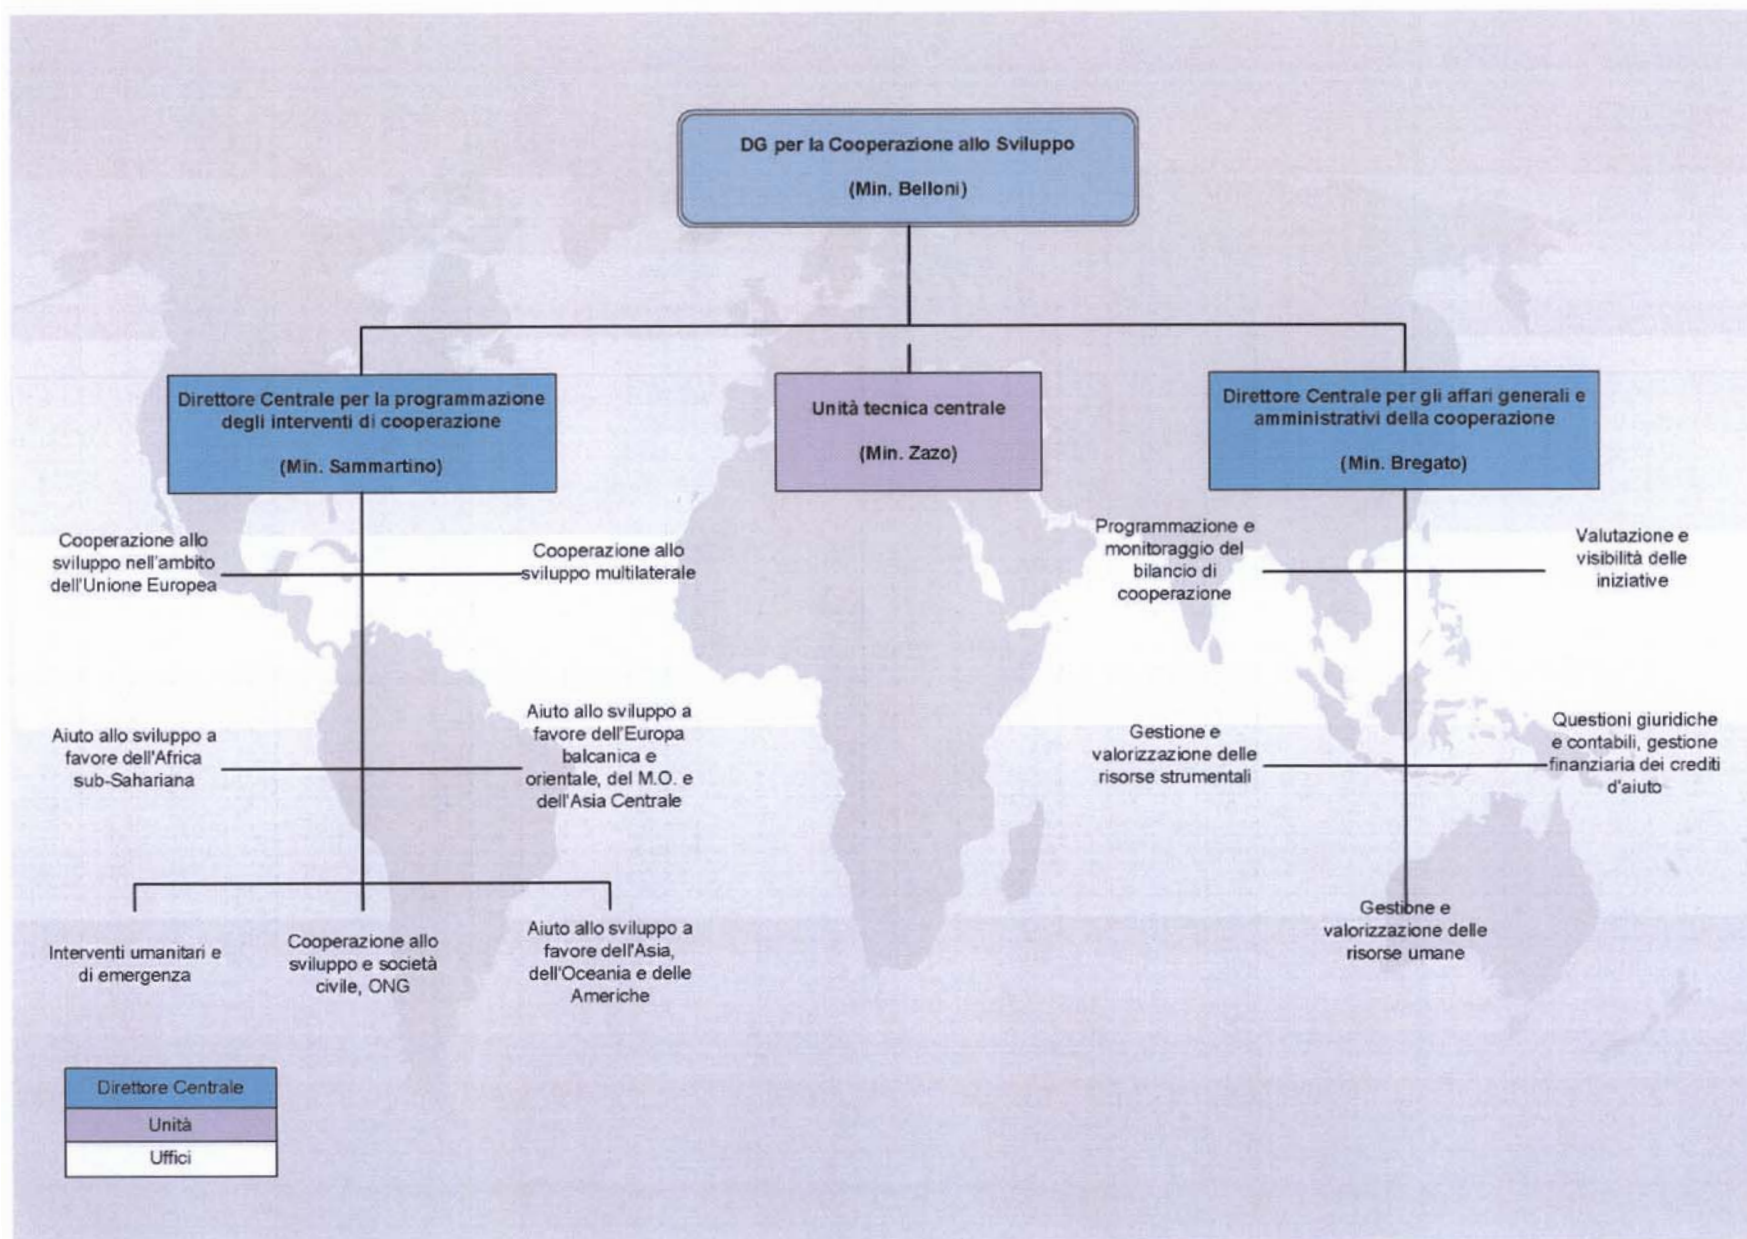 DG per la Cooperazione allo Sviluppo
(Min. Belloni)
Direttore Centrale per la programmazione
degli interventi di cooperazione
(Min. Sammartino)
Unità tecnica centrale
(Min. Zazo)
Direttore Centrale per gli affari generali e
amministrativi della cooperazione
(Min. Bregato)
Cooperazione allo
sviluppo nell'ambito
dell'Unione Europea
Cooperazione allo
sviluppo multilaterale
Programmazione e
monitoraggio del
bilancio di
cooperazione
Valutazione e
visibilità delle
iniziative
Aiuto allo sviluppo a
favore dell'Africa
sub-Sahariana
Aiuto allo sviluppo a
favore dell'Europa
balcanica e
orientale, del M.O. e
dell'Asia Centrale
Gestione e
valorizzazione delle
risorse strumentali
Questioni giuridiche
e contabili, gestione
finanziaria dei crediti
d'aiuto
Interventi umanitari e
di emergenza
Cooperazione allo
sviluppo e società
civile, ONG
Aiuto allo sviluppo a
favore dell'Asia,
dell'Oceania e delle
Americhe
Gestione e
valorizzazione delle
risorse umane
Direttore Centrale
Unità
Uffici